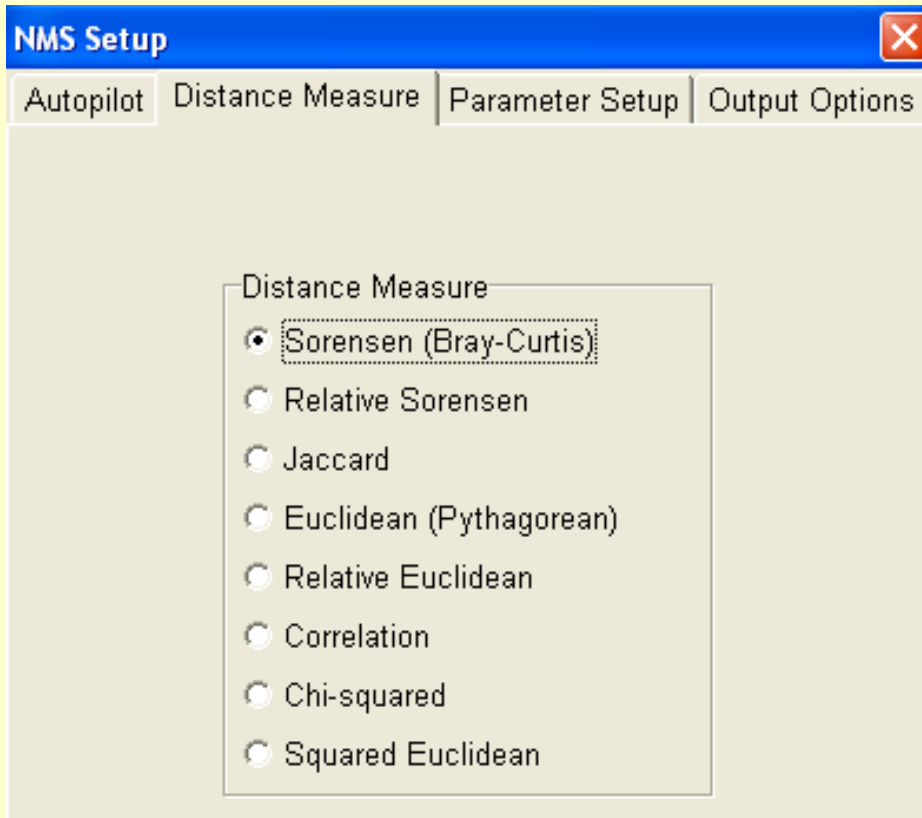 NMS Setup
Autopilot Distance Measure Parameter Setup Output Options
Distance Measure
Sorensen (Bray-Curtis)
Relative Sorensen
Jaccard
Euclidean (Pythagorean)
Relative Euclidean
Correlation
Chi-squared
Squared Euclidean